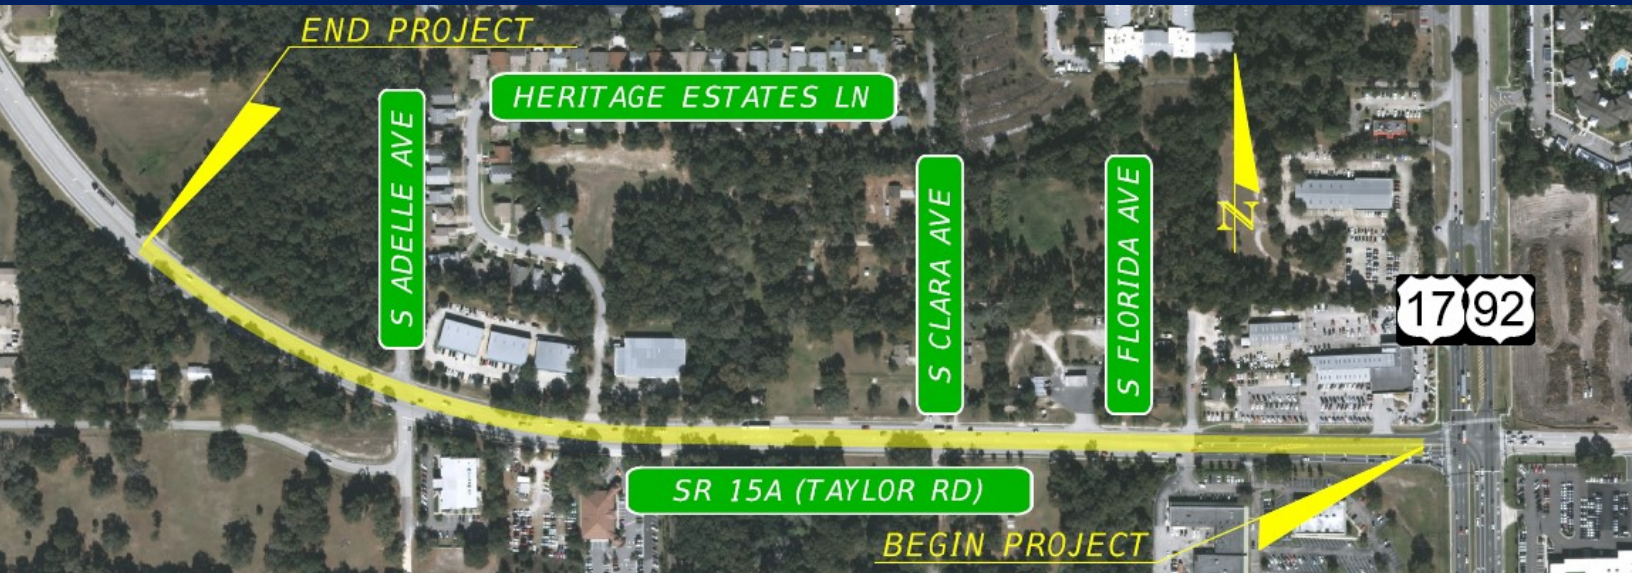 END PROJECT
HERITAGE ESTATES LN
S ADELLE AVE
S CLARA AVE
S FLORIDA AVE
N
17 92
SR 15A (TAYLOR RD)
BEGIN PROJECT